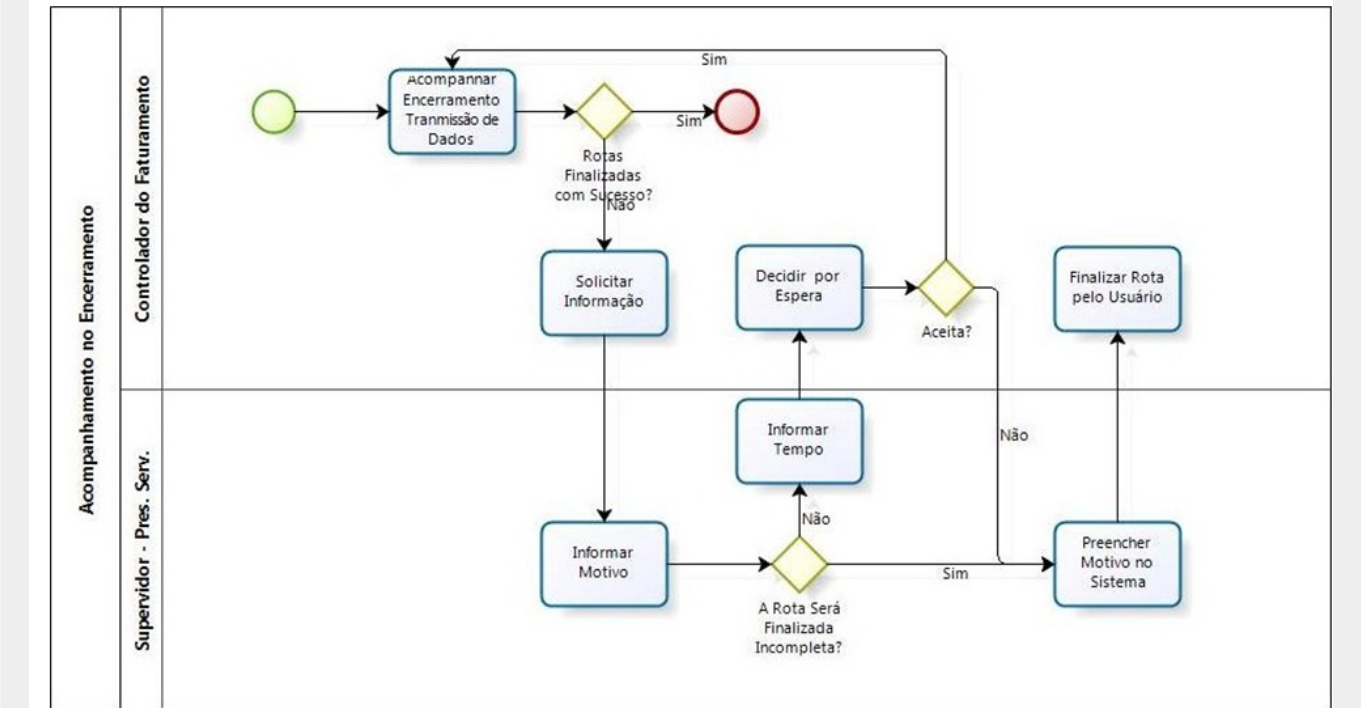 Acompanhamento no Encerramento
Controlador do Faturamento
Acompanhar
Encerramento
Tranmissão de
Dados
Sim
Sim
Rotas
Finalizadas
com Sucesso?
Não
Solicitar
Informação
Decidir por
Espera
Aceita?
Finalizar Rota
pelo Usuário
Supervidor - Pres. Serv.
Informar
Tempo
Não
Não
Informar
Motivo
A Rota Será
Finalizada
Incompleta?
Sim
Preencher
Motivo no
Sistema